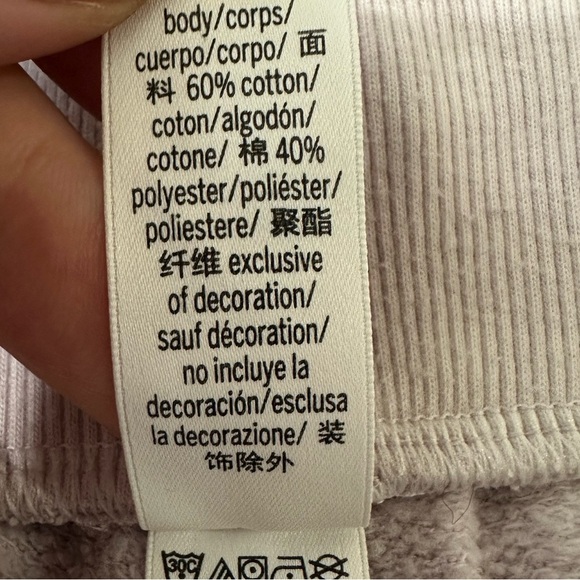 body/corps/
cuerpo/corpo/ 面
料 60% cotton/
coton/algodón/
cotone/ 棉 40%
polyester/poliéster/
poliestere/ 聚酯
纤维 exclusive
of decoration/
sauf décoration/
no incluye la
decoración/esclusa
la decorazione/ 装
饰除外
30C